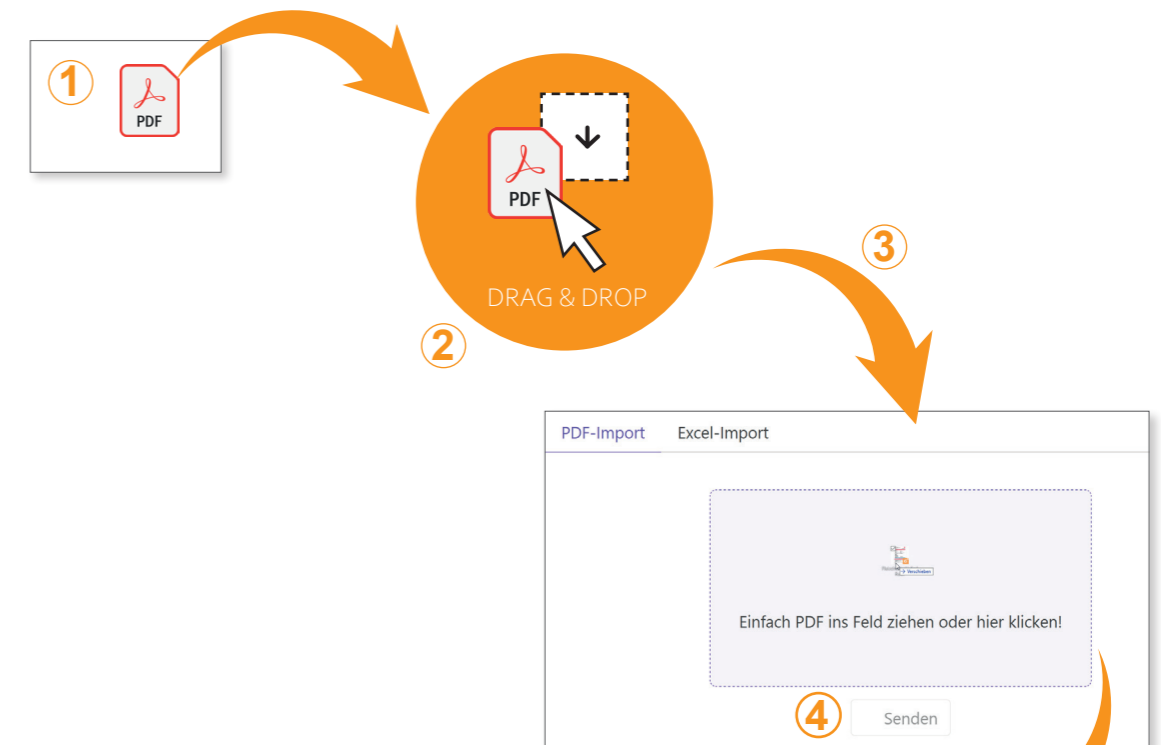 1
PDF
PDF
DRAG & DROP
2
3
PDF-Import Excel-Import
Verschieben
Einfach PDF ins Feld ziehen oder hier klicken!
4
Senden